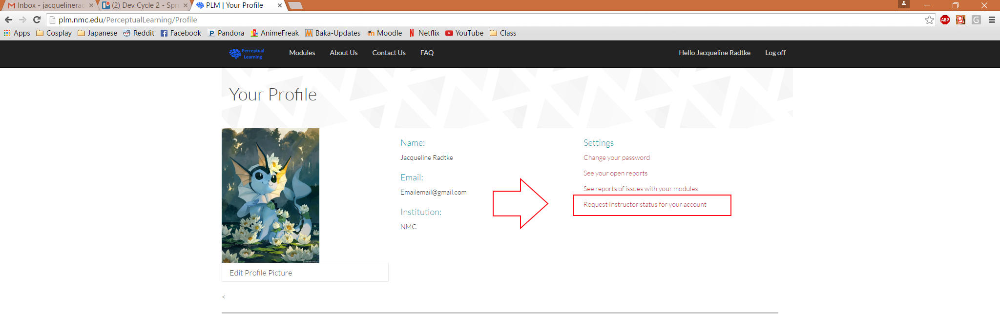 Inbox - jacquelinerad
(2) Dev Cycle 2 - Spr
PLM | Your Profile
plm.nmc.edu/PerceptualLearning/Profile
ABP
G
Apps Cosplay Japanese Reddit Facebook Pandora AnimeFreak Baka-Updates Moodle Netflix YouTube Class
Perceptual
Learning
Modules About Us Contact Us FAQ Hello Jacqueline Radtke Log off
Your Profile
Name:
Jacqueline Radtke
Email:
Emailemail@gmail.com
Institution:
NMC
Settings
Change your password
See your open reports
See reports of issues with your modules
Request Instructor status for your account
Edit Profile Picture
<